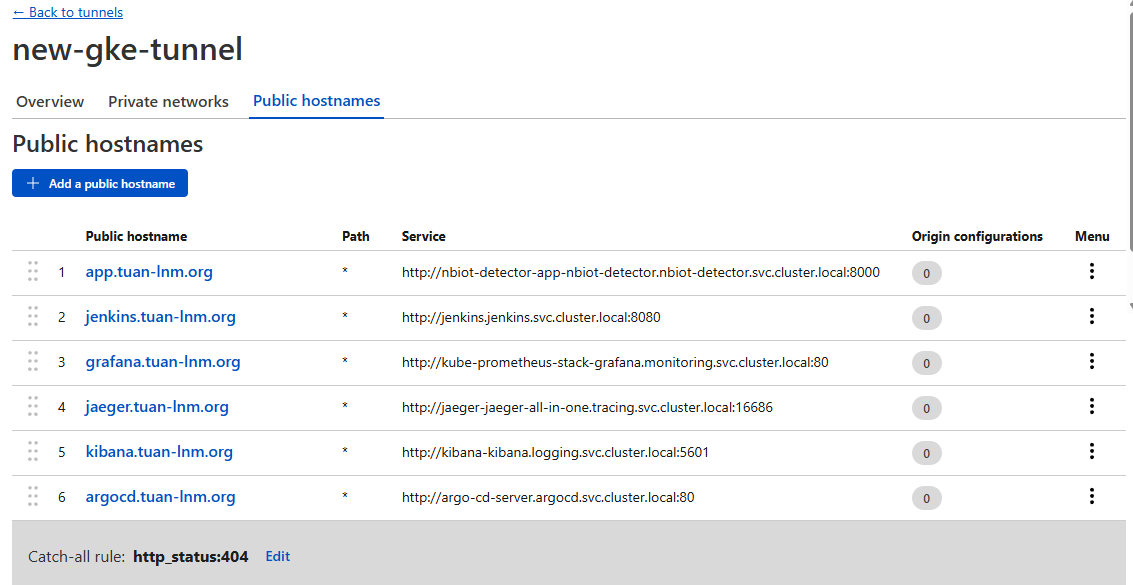 ← Back to tunnels
new-gke-tunnel
Overview Private networks Public hostnames
Public hostnames
+ Add a public hostname
Public hostname Path Service Origin configurations Menu
1 app.tuan-lnm.org * http://nbiot-detector-app-nbiot-detector.nbiot-detector.svc.cluster.local:8000 0
2 jenkins.tuan-lnm.org * http://jenkins.jenkins.svc.cluster.local:8080 0
3 grafana.tuan-lnm.org * http://kube-prometheus-stack-grafana.monitoring.svc.cluster.local:80 0
4 jaeger.tuan-lnm.org * http://jaeger-jaeger-all-in-one.tracing.svc.cluster.local:16686 0
5 kibana.tuan-lnm.org * http://kibana-kibana.logging.svc.cluster.local:5601 0
6 argocd.tuan-lnm.org * http://argo-cd-server.argocd.svc.cluster.local:80 0
Catch-all rule: http_status:404 Edit